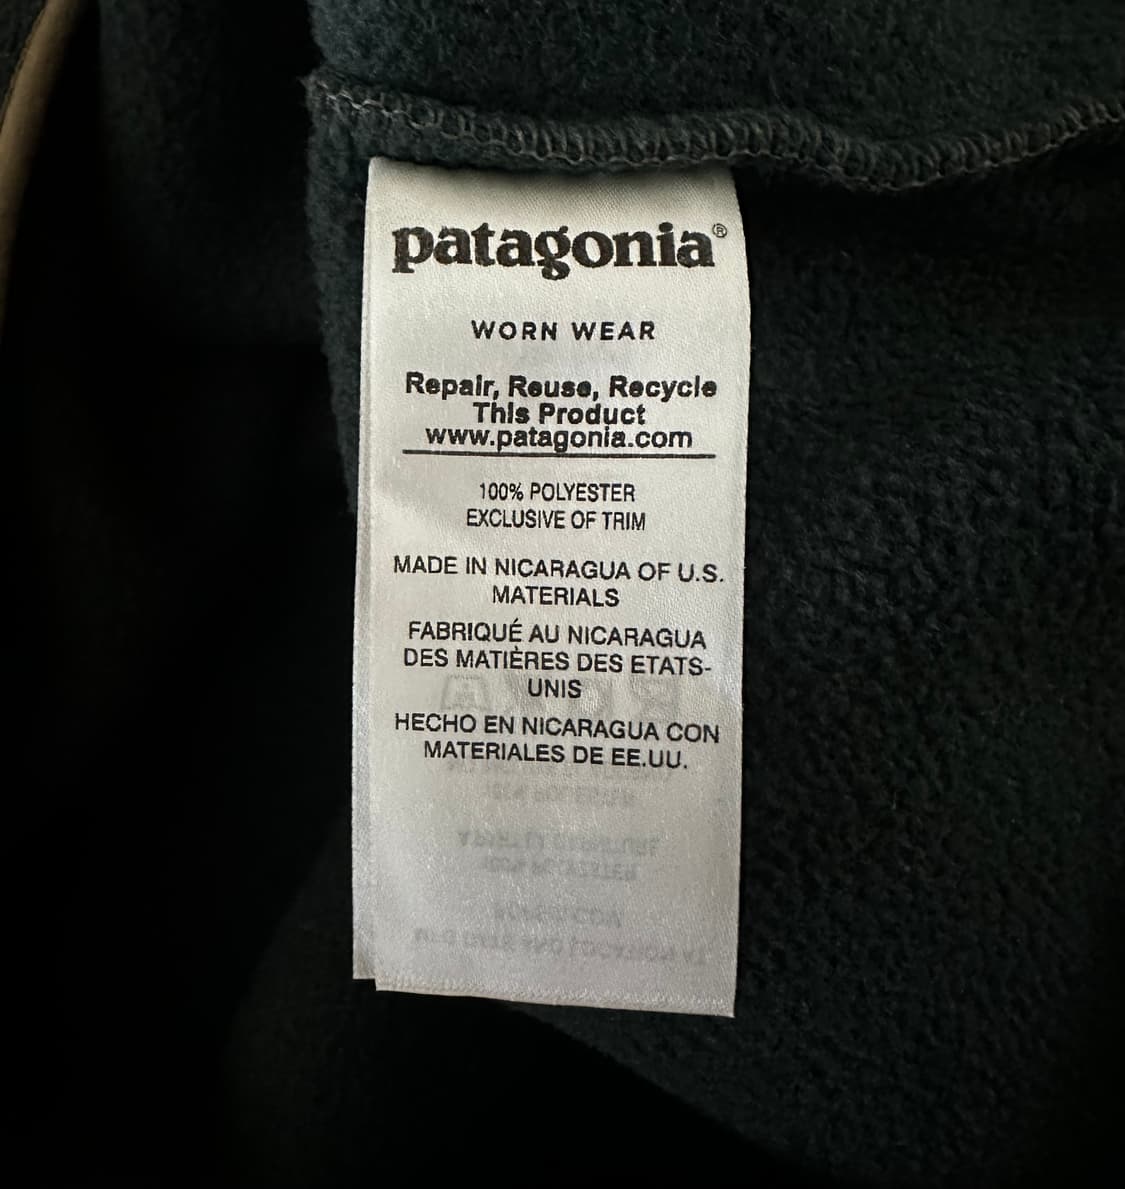 patagonia®
WORN WEAR
Repair, Reuse, Recycle
This Product
www.patagonia.com
100% POLYESTER
EXCLUSIVE OF TRIM
MADE IN NICARAGUA OF U.S.
MATERIALS
FABRIQUÉ AU NICARAGUA
DES MATIÈRES DES ETATS-
UNIS
HECHO EN NICARAGUA CON
MATERIALES DE EE.UU.